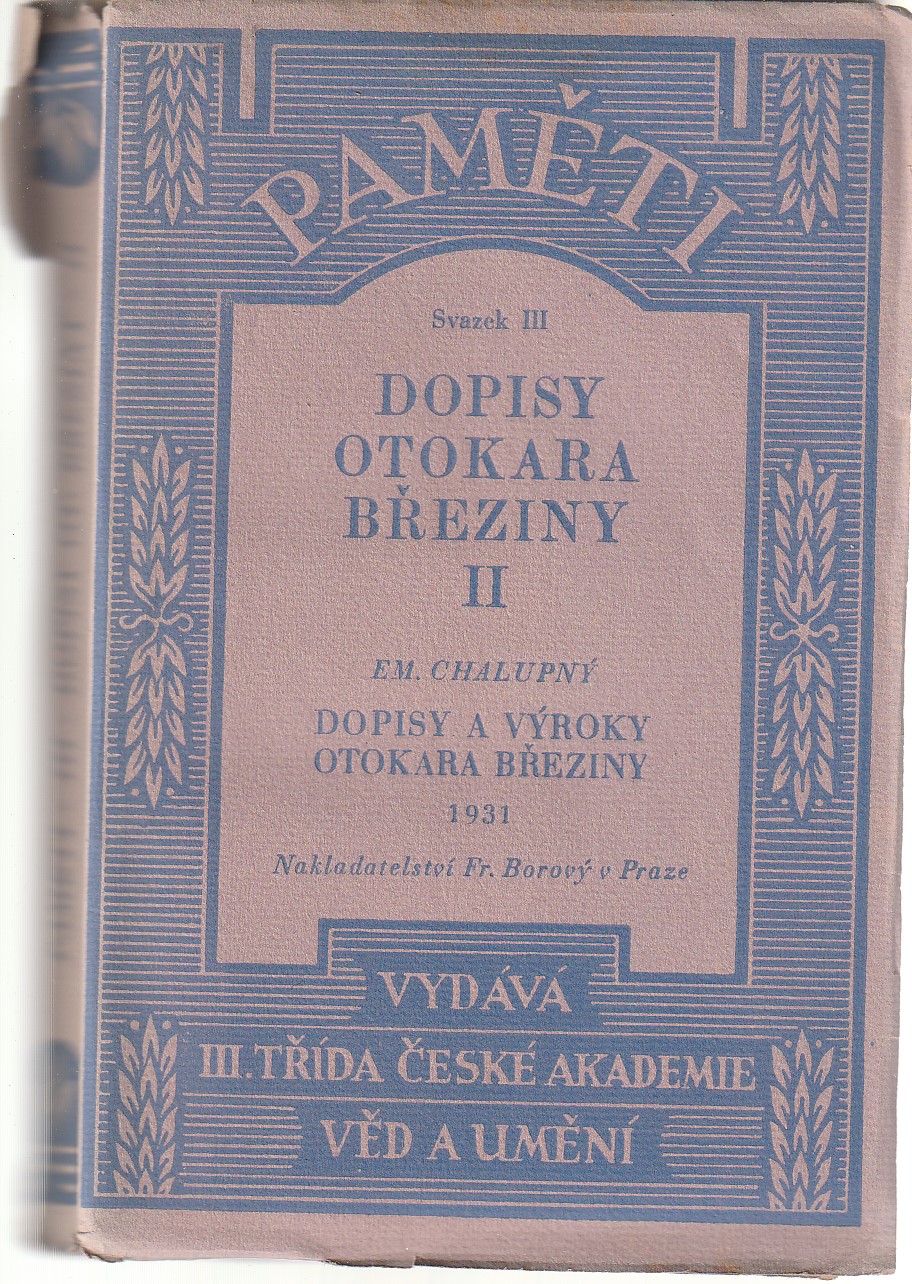 PAMĚTI
Svazek III
DOPISY
OTOKARA
BŘEZINY
II
EM. CHALUPNÝ
DOPISY A VÝROKY
OTOKARA BŘEZINY
1931
Nakladatelství Fr. Borový v Praze
VYDÁVÁ
III. TŘÍDA ČESKÉ AKADEMIE
VĚD A UMĚNÍ